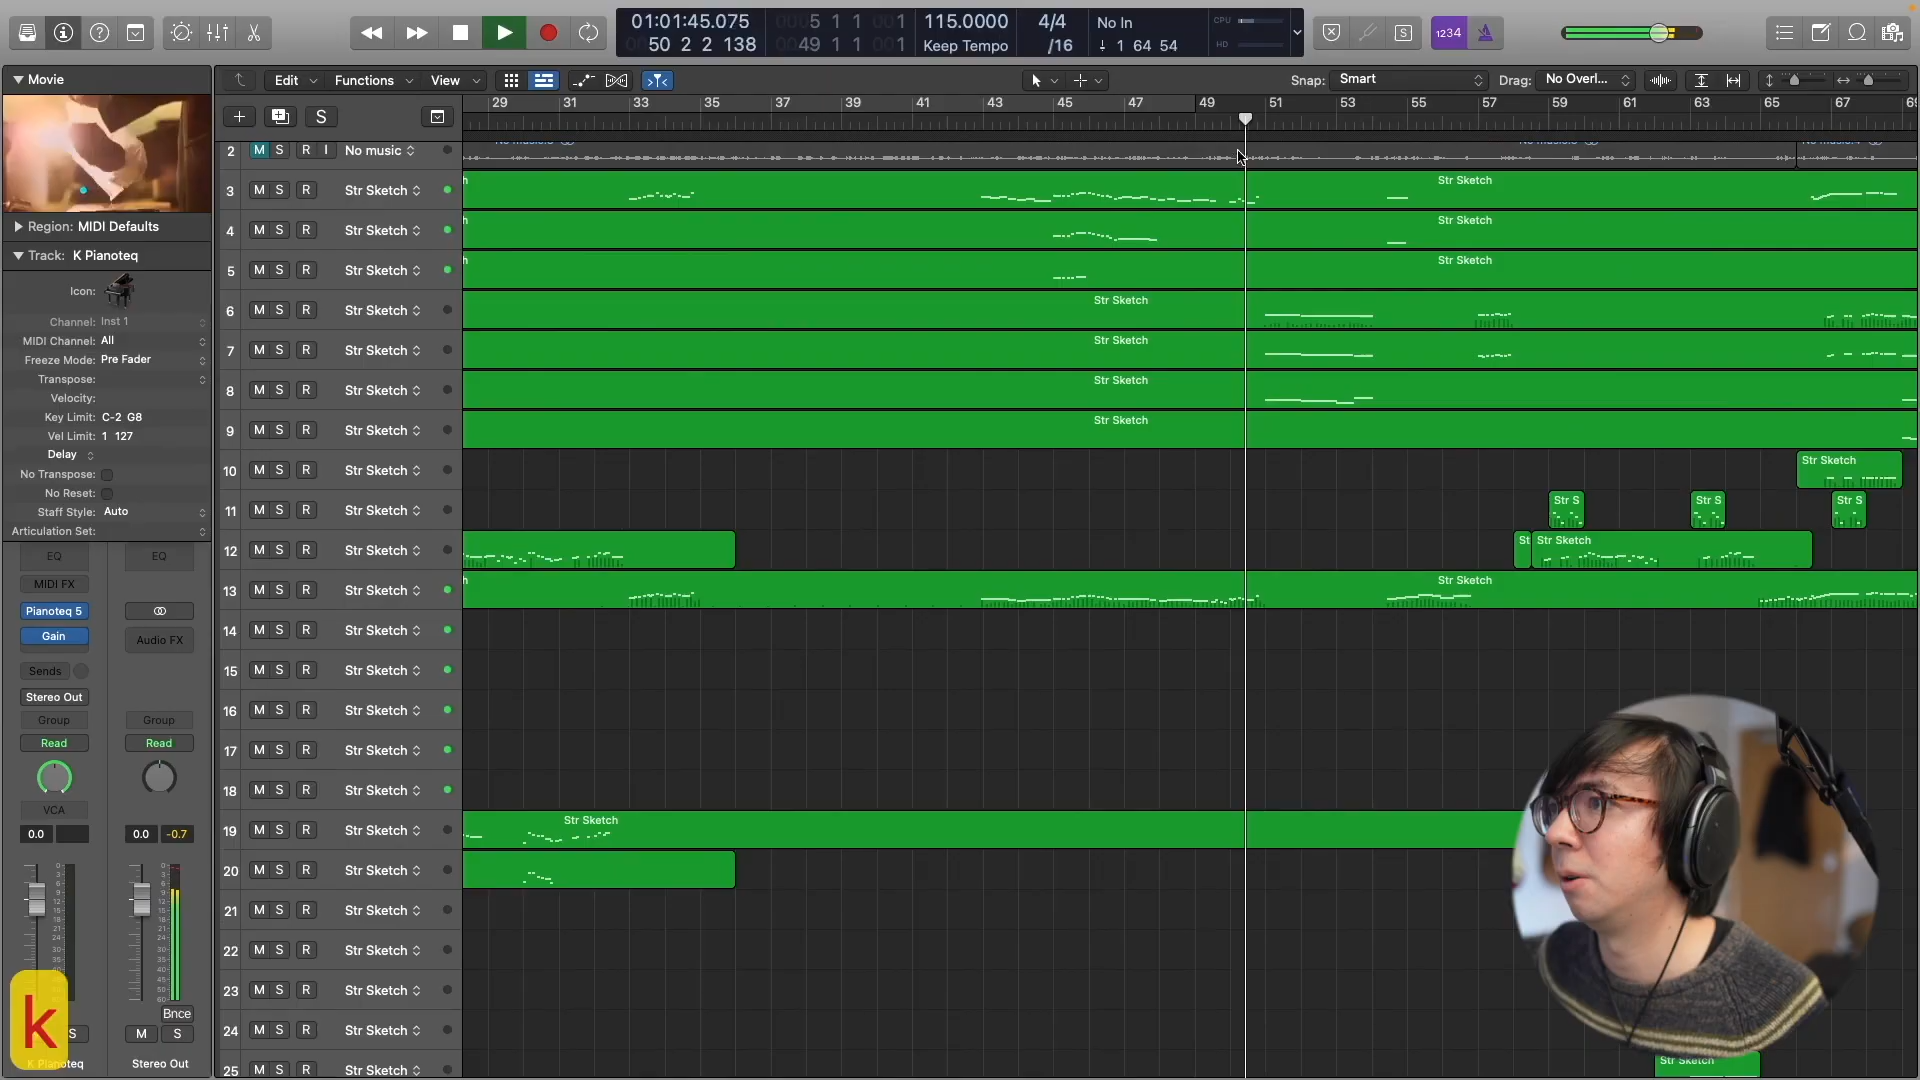 01:01:45.075
50 2 2 138
5 1 1 1
49 1 1 1
115.0000
Keep Tempo
4/4
/16
No In
1 64 54
CPU
HD
1234
Movie
Edit
Functions
View
Snap: Smart
Drag: No Overl...
S
29 31 33 35 37 39 41 43 45 47 49 51 53 55 57 59 61 63 65 67 69
2 M S R I No music
3 M S R Str Sketch
Str Sketch
4 M S R Str Sketch
Str Sketch
5 M S R Str Sketch
Str Sketch
6 M S R Str Sketch
Str Sketch
7 M S R Str Sketch
Str Sketch
8 M S R Str Sketch
Str Sketch
9 M S R Str Sketch
Str Sketch
10 M S R Str Sketch
Str Sketch
11 M S R Str Sketch
Str S
Str S
Str S
12 M S R Str Sketch
St
Str Sketch
13 M S R Str Sketch
Str Sketch
14 M S R Str Sketch
15 M S R Str Sketch
16 M S R Str Sketch
17 M S R Str Sketch
18 M S R Str Sketch
19 M S R Str Sketch
Str Sketch
20 M S R Str Sketch
21 M S R Str Sketch
22 M S R Str Sketch
23 M S R Str Sketch
24 M S R Str Sketch
25 M S R Str Sketch
Str Sketch
Region: MIDI Defaults
Track: K Pianoteq
Icon:
Channel: Inst 1
MIDI Channel: All
Freeze Mode: Pre Fader
Transpose:
Velocity:
Key Limit: C-2 G8
Vel Limit: 1 127
Delay
No Transpose:
No Reset:
Staff Style: Auto
Articulation Set:
EQ EQ
MIDI FX
Pianoteq 5
Gain Audio FX
Sends
Stereo Out
Group Group
Read Read
VCA
0.0 0.0 -0.7
Bnce
S M S
k
K Pianoteq Stereo Out